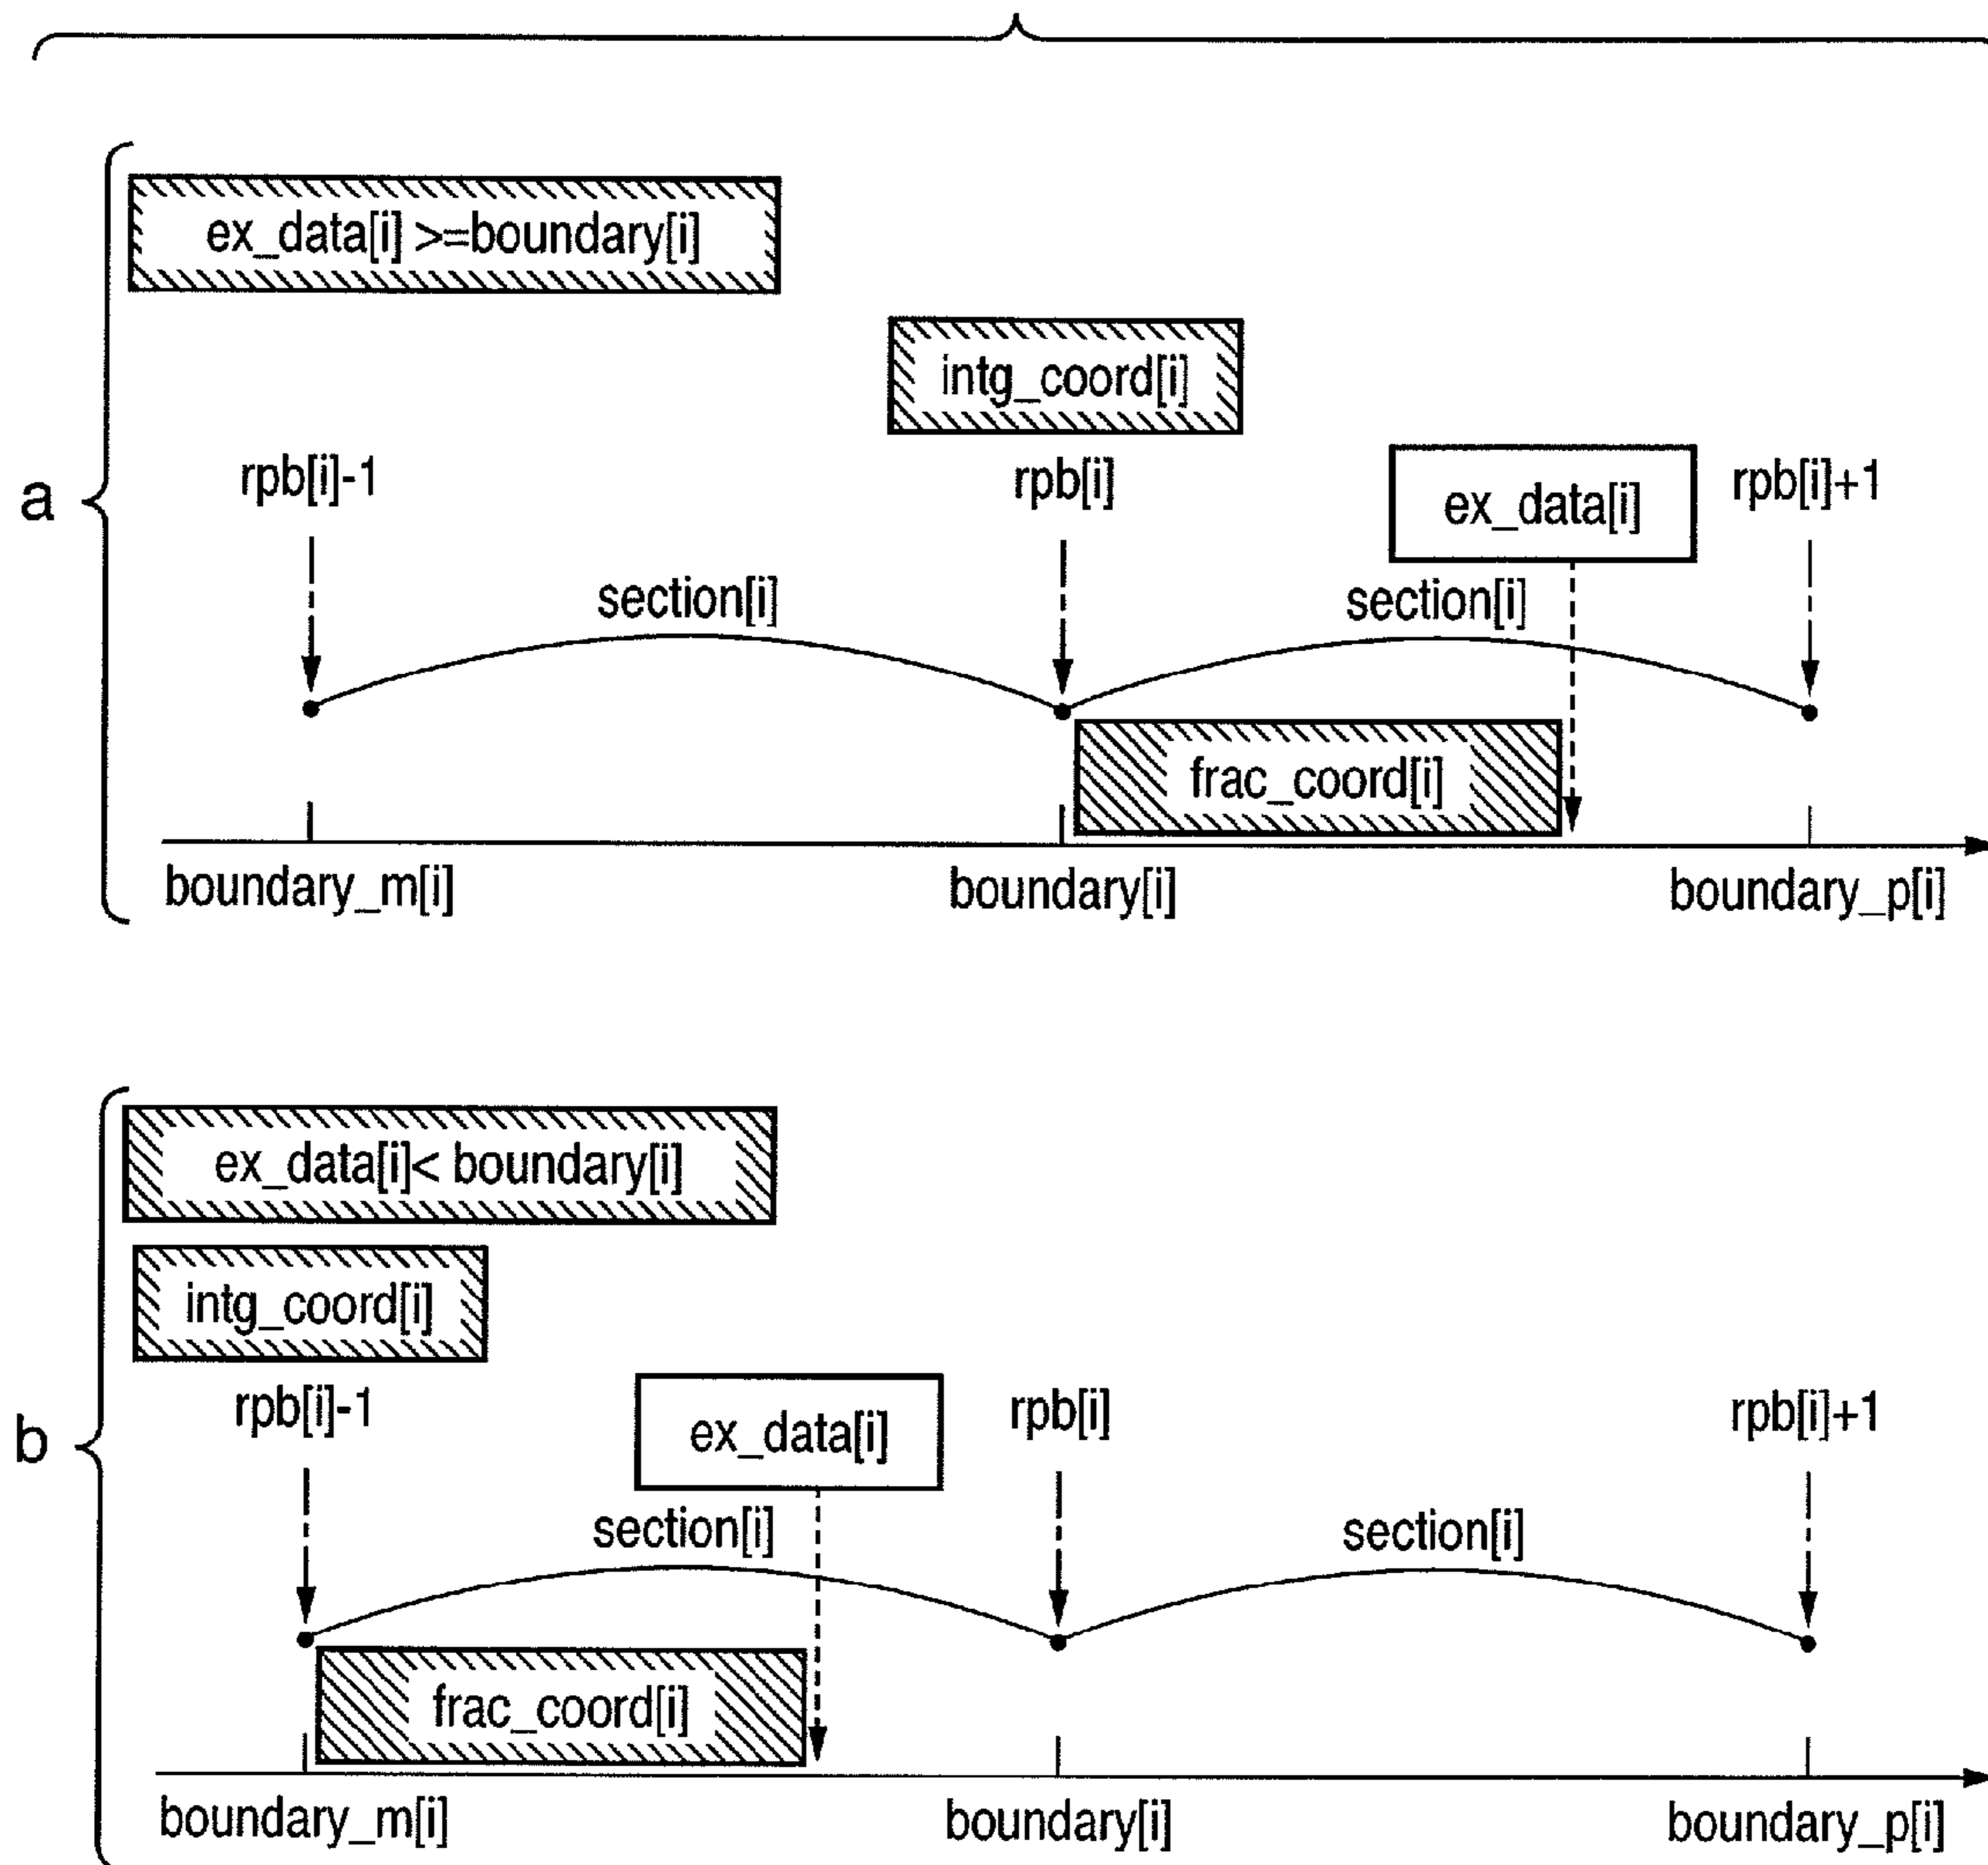 a
ex_data[i] >=boundary[i]
intg_coord[i]
rpb[i]-1
rpb[i]
ex_data[i]
rpb[i]+1
section[i]
section[i]
frac_coord[i]
boundary_m[i]
boundary[i]
boundary_p[i]
b
ex_data[i]< boundary[i]
intg_coord[i]
rpb[i]-1
ex_data[i]
rpb[i]
rpb[i]+1
section[i]
section[i]
frac_coord[i]
boundary_m[i]
boundary[i]
boundary_p[i]